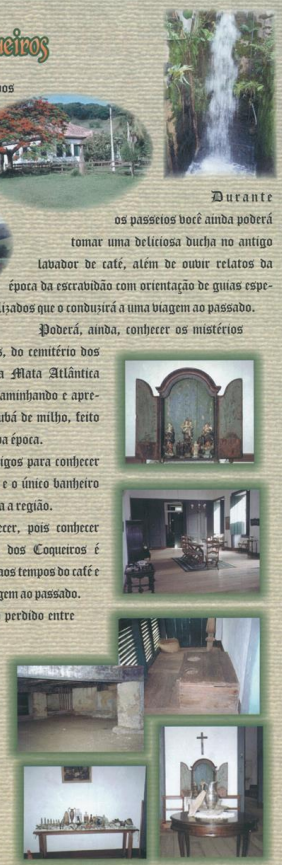 queiros
os
Durante
os passeios você ainda poderá
tomar uma deliciosa ducha no antigo
lavador de café, além de ouvir relatos da
época da escravidão com orientação de guias espe-
lizados que o conduzirá a uma viagem ao passado.
Poderá, ainda, conhecer os mistérios
, do cemitério dos
a Mata Atlântica
aminhando e apre-
ubá de milho, feito
a época.
igos para conhecer
e o único banheiro
a a região.
ecer, pois conhecer
dos Coqueiros é
aos tempos do café e
gem ao passado.
perdido entre